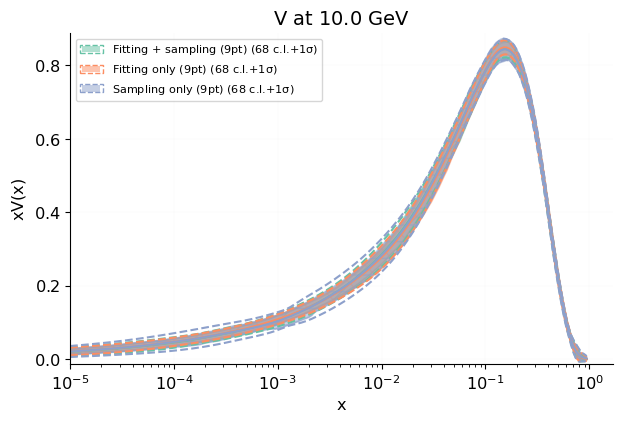 V at 10.0 GeV
Fitting + sampling (9pt) (68 c.l.+1σ)
Fitting only (9pt) (68 c.l.+1σ)
Sampling only (9pt) (68 c.l.+1σ)
xV(x)
0.8
0.6
0.4
0.2
0.0
10⁻⁵ 10⁻⁴ 10⁻³ 10⁻² 10⁻¹ 10⁰
x